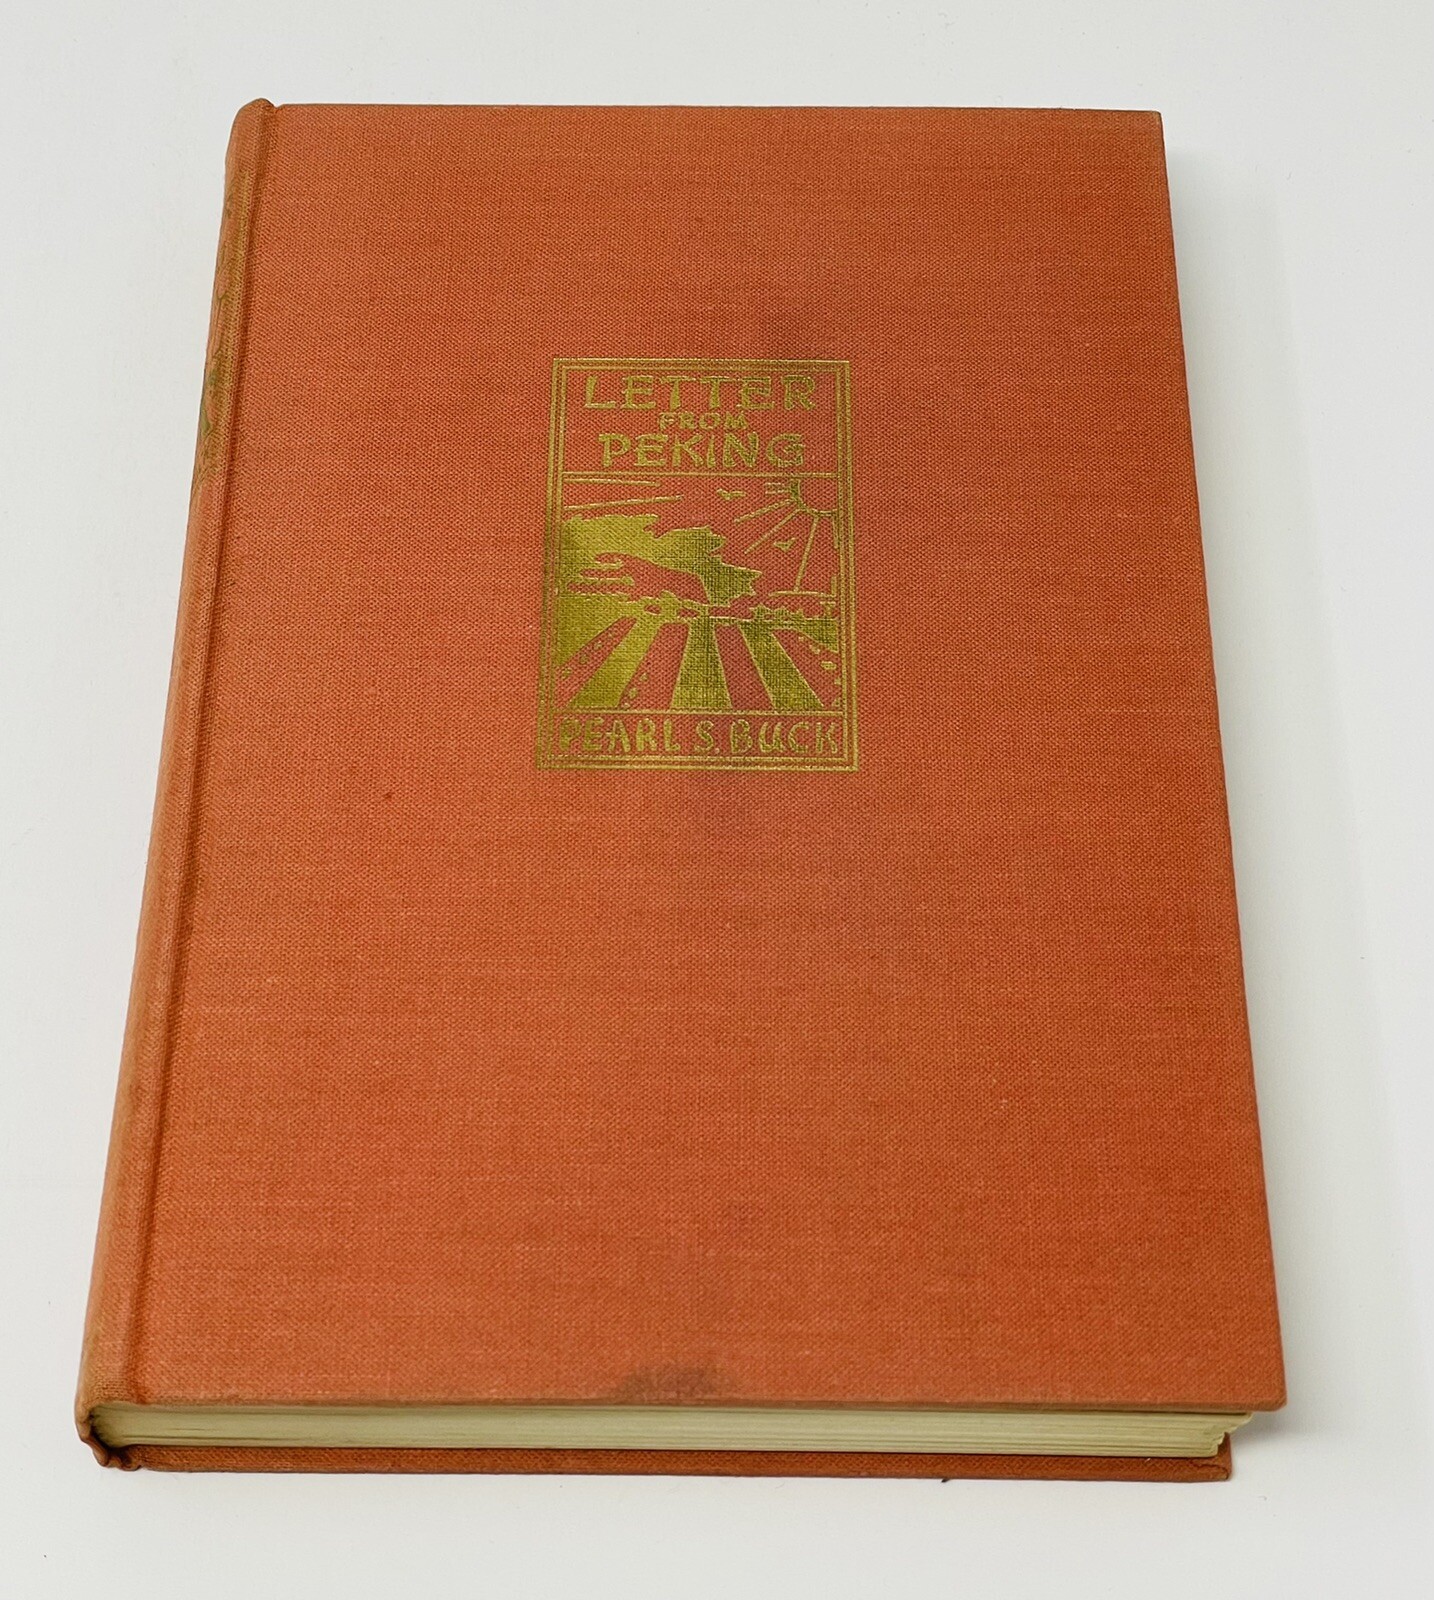 LETTER
FROM
PEKING
PEARL S. BUCK